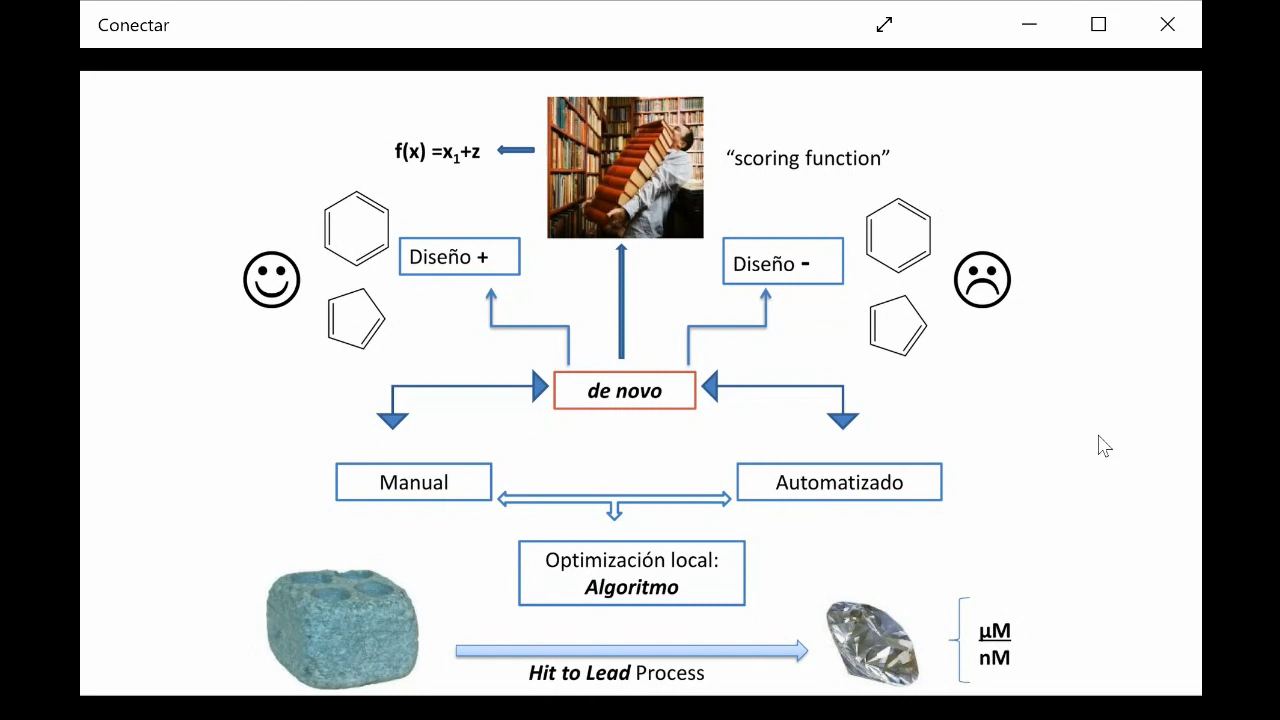 Conectar
f(x) =x₁+z
“scoring function”
Diseño +
Diseño -
de novo
Manual
Automatizado
Optimización local:
Algoritmo
µM
nM
Hit to Lead Process